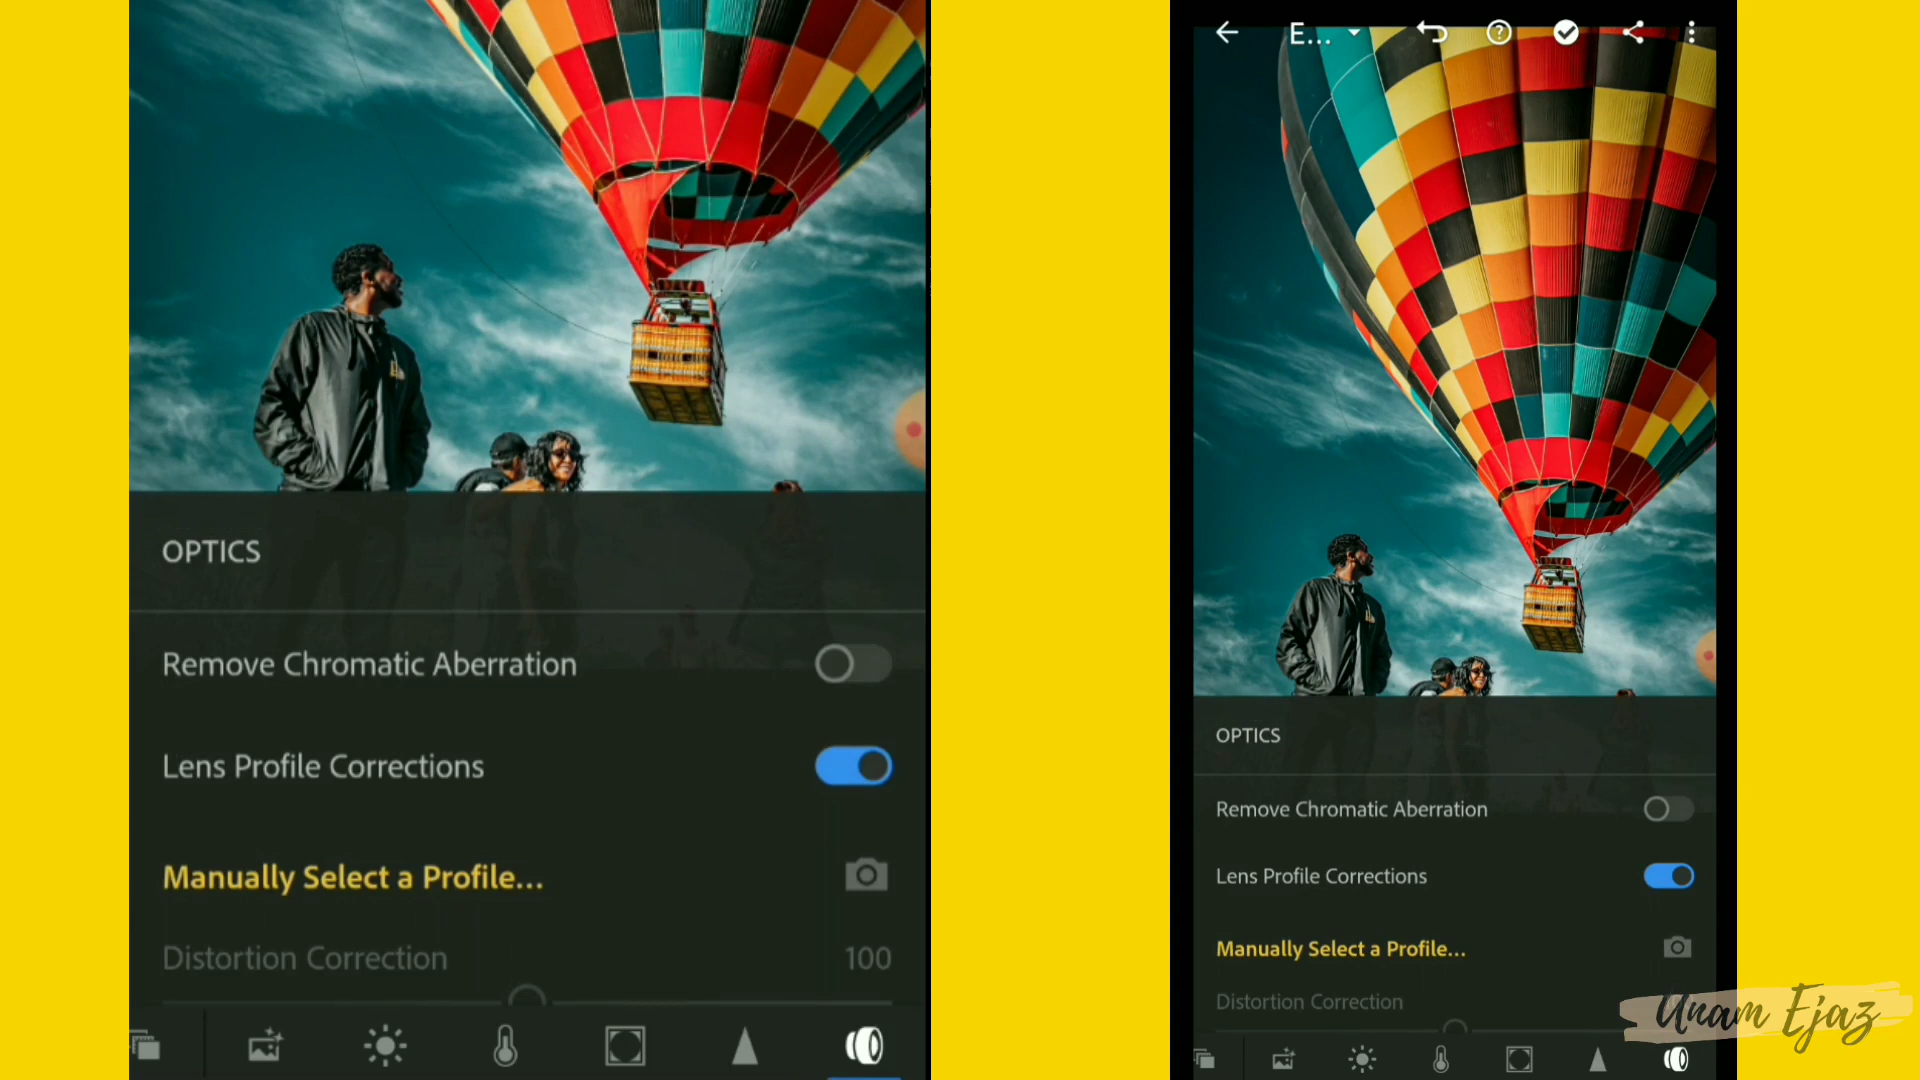 OPTICS
Remove Chromatic Aberration
Lens Profile Corrections
Manually Select a Profile...
Distortion Correction 100
E...
OPTICS
Remove Chromatic Aberration
Lens Profile Corrections
Manually Select a Profile...
Distortion Correction
Unam Ejaz